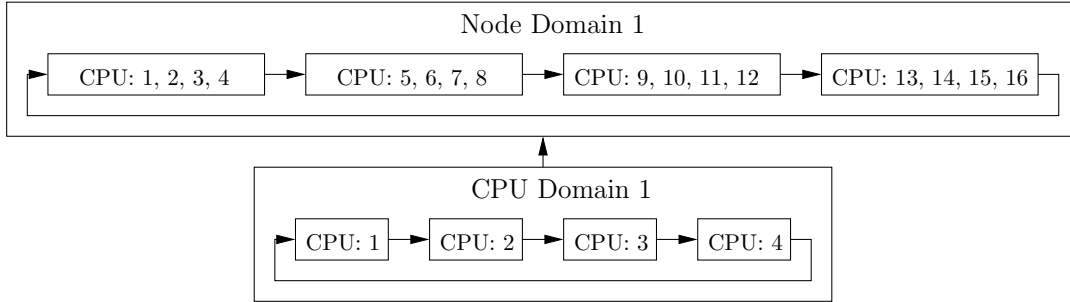 Node Domain 1
CPU: 1, 2, 3, 4
CPU: 5, 6, 7, 8
CPU: 9, 10, 11, 12
CPU: 13, 14, 15, 16
CPU Domain 1
CPU: 1
CPU: 2
CPU: 3
CPU: 4